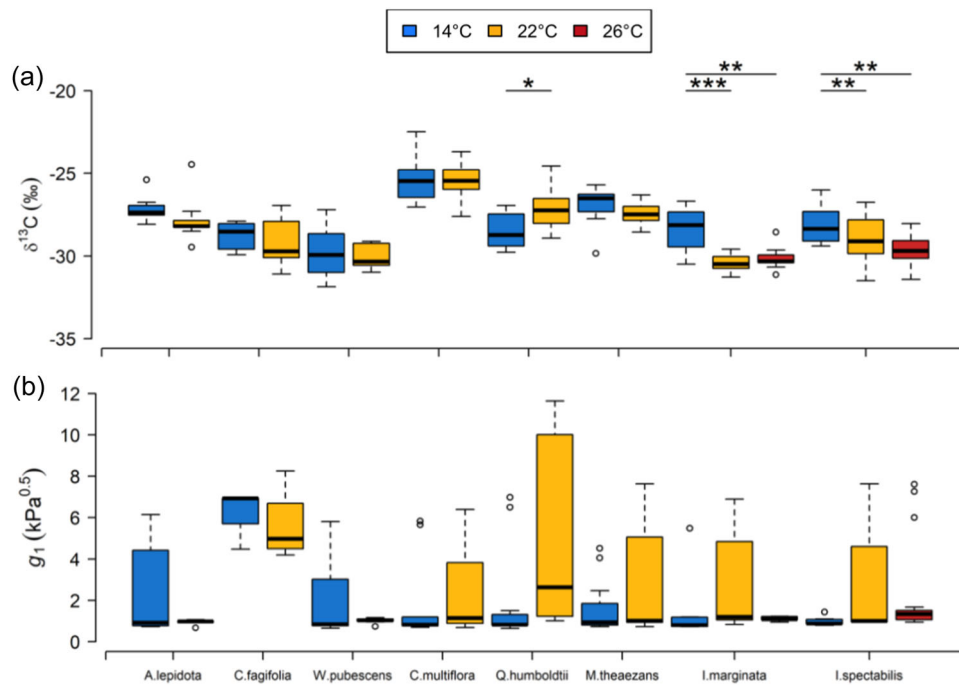 14°C 22°C 26°C
(a)
* *** ** ** **
-20
-25
-30
-35
δ¹³C (‰)
(b)
12
10
8
6
4
2
0
g₁ (kPa⁰·⁵)
A.lepidota C.fagifolia W.pubescens C.multiflora Q.humboldtii M.theaezans I.marginata I.spectabilis